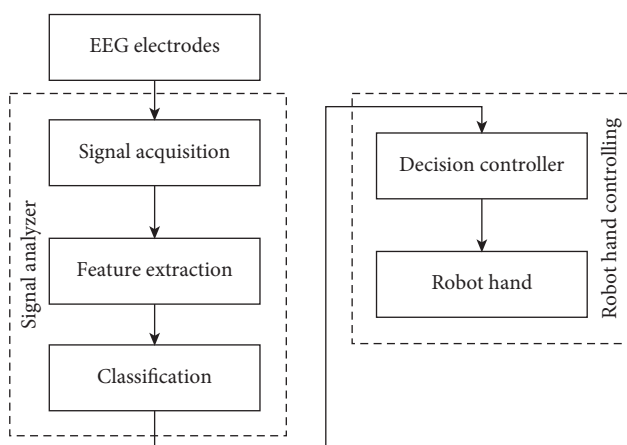 EEG electrodes
Signal analyzer
Signal acquisition
Feature extraction
Classification
Decision controller
Robot hand
Robot hand controlling